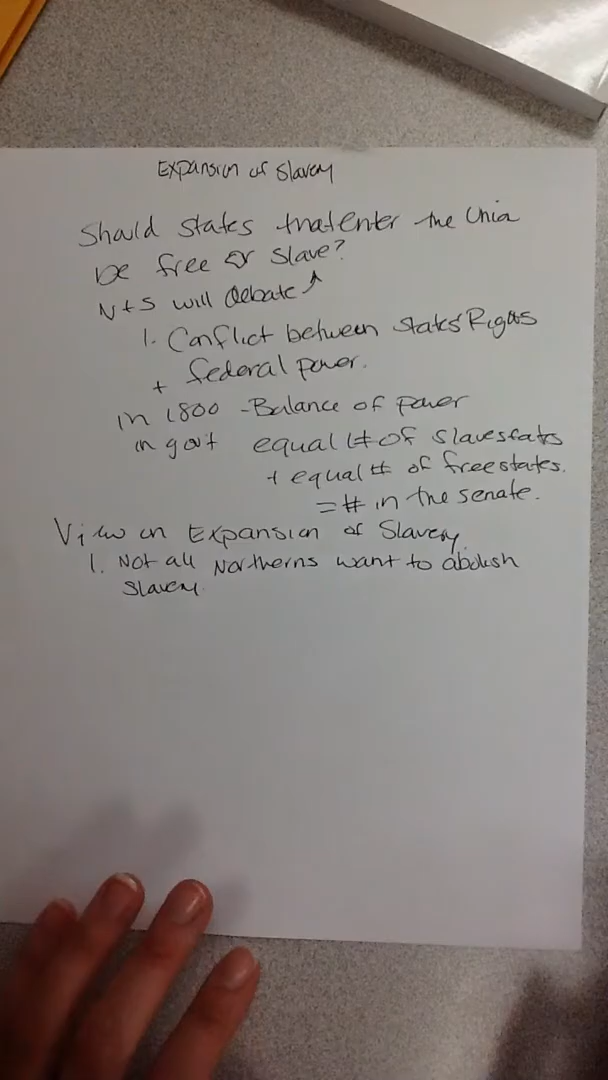 Expansion of Slavery
Should states that enter the Union
be free or slave?
N + S will debate ↑
1. Conflict between states' Rights
+ federal power.
in 1800 - Balance of power
in gov't equal # of slave states
+ equal # of free states.
= # in the senate.
View on Expansion of Slavery
1. Not all Northerns want to abolish
Slavery.